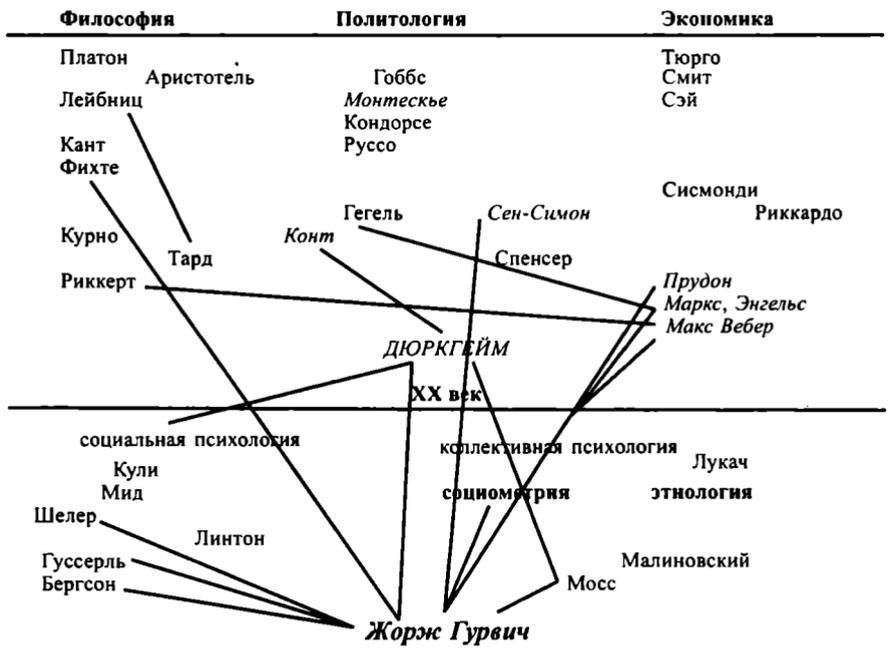 Философия Политология Экономика
Платон Тюрго
Аристотель Гоббс Смит
Лейбниц Монтескье Сэй
Кондорсе
Кант Руссо
Фихте
Сисмонди
Гегель Сен-Симон Риккардо
Курно Конт
Тард Спенсер
Риккерт Прудон
Маркс, Энгельс
Макс Вебер
ДЮРКГЕЙМ
XX век
социальная психология коллективная психология
Кули Лукач
Мид социометрия этнология
Шелер
Линтон
Гуссерль Малиновский
Бергсон Мосс
Жорж Гурвич